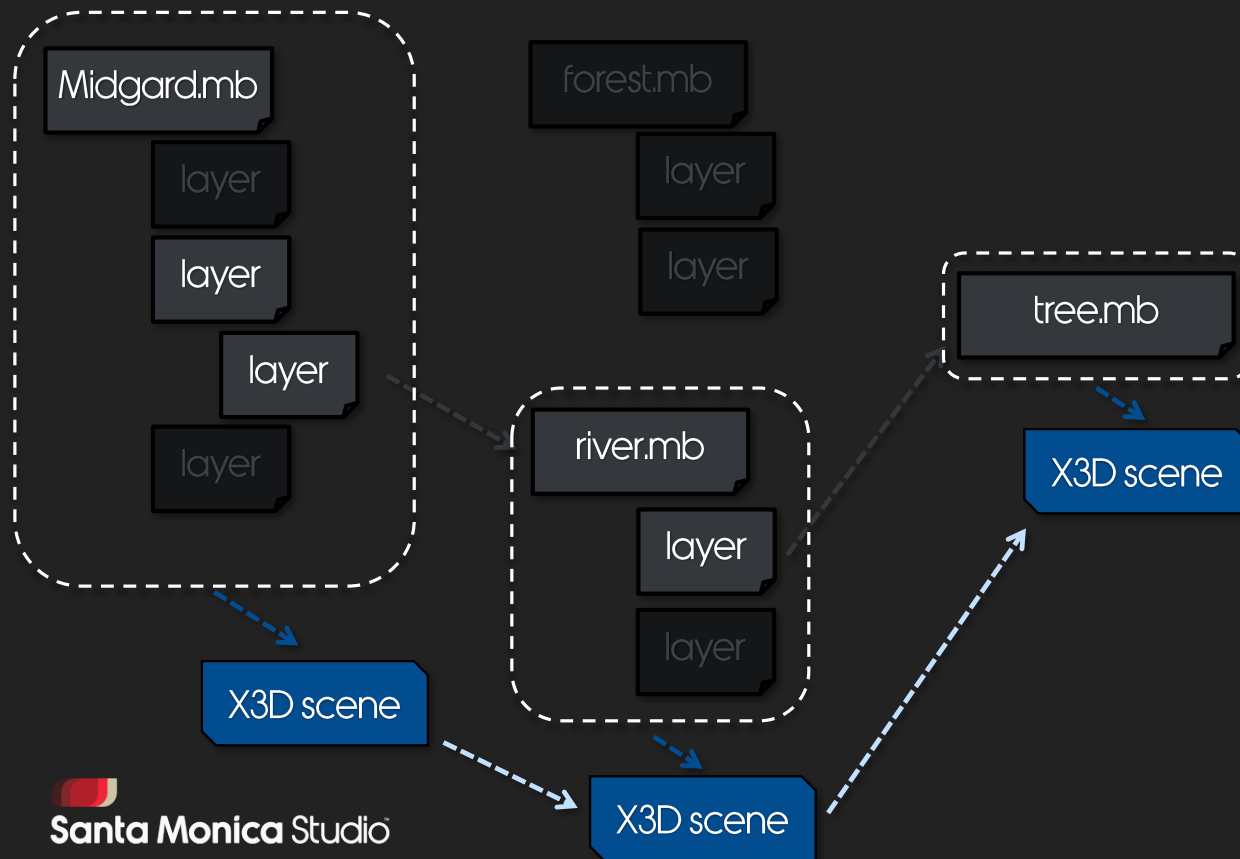 Midgard.mb
layer
layer
layer
layer
forest.mb
layer
layer
river.mb
layer
layer
tree.mb
X3D scene
X3D scene
X3D scene
Santa Monica Studio